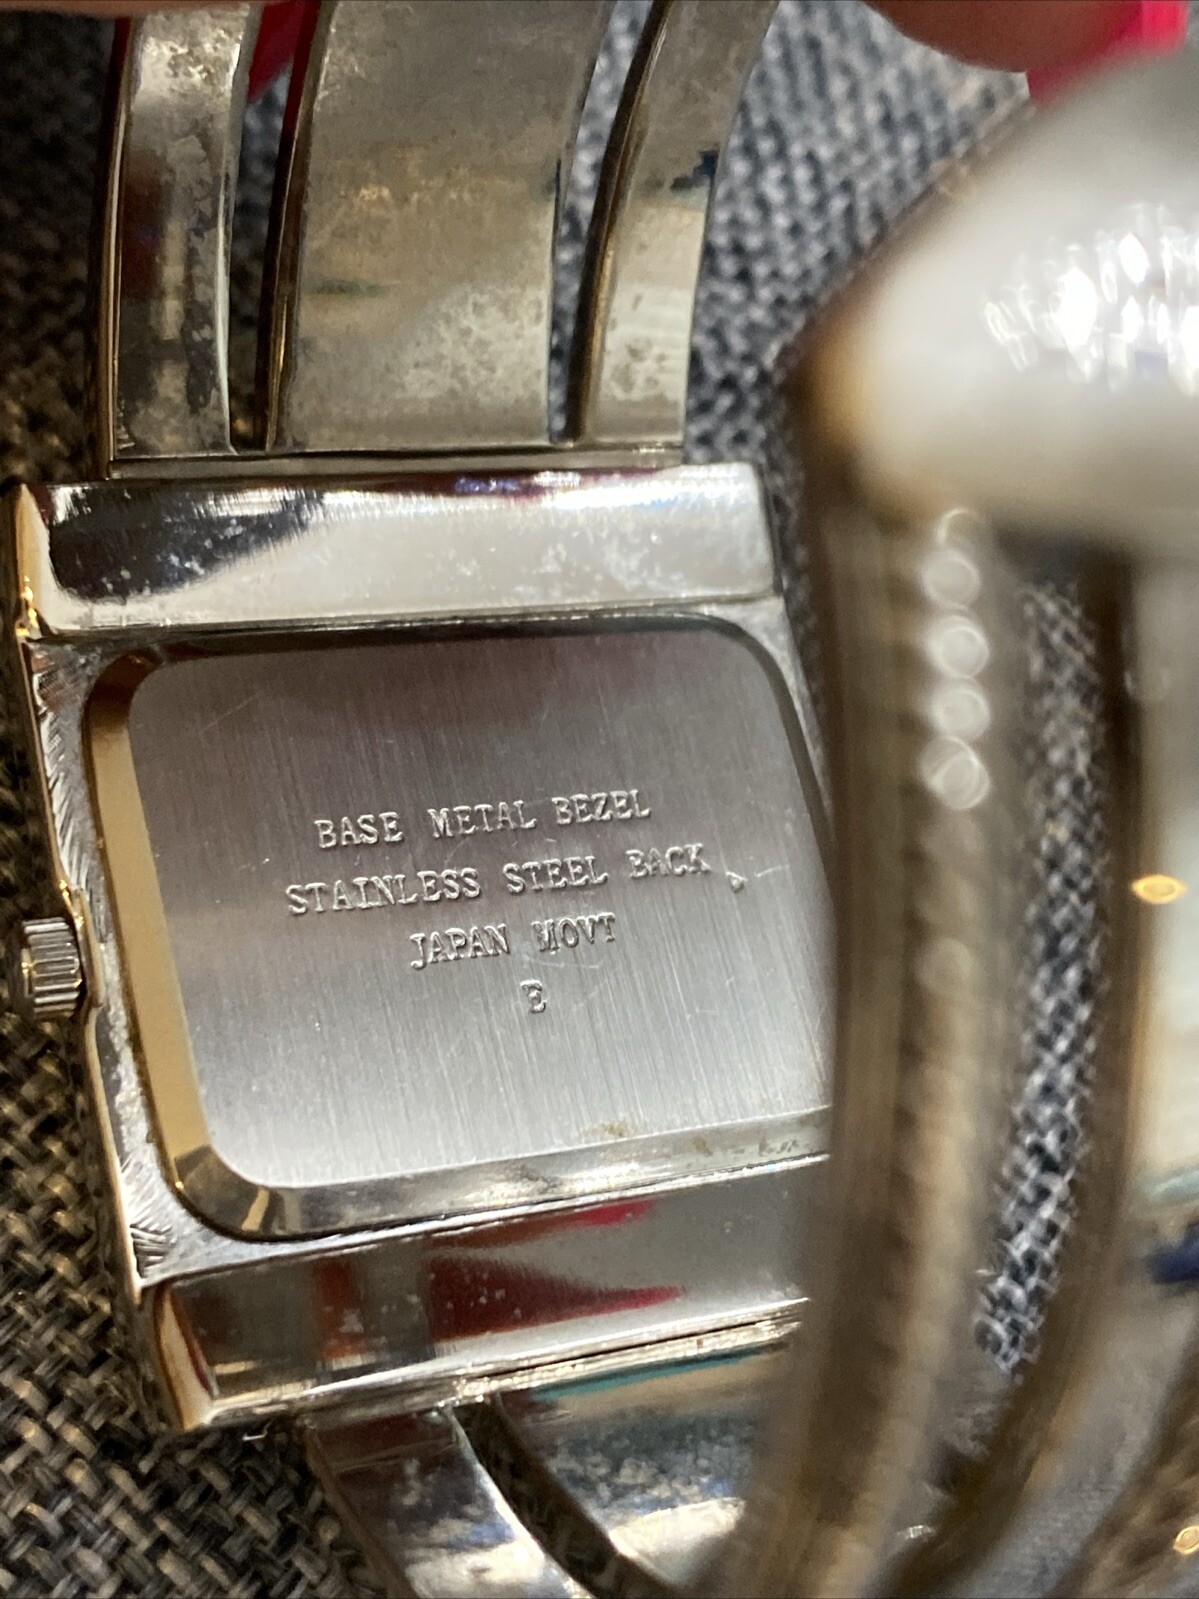 BASE METAL BEZEL
STAINLESS STEEL BACK
JAPAN MOVT
E